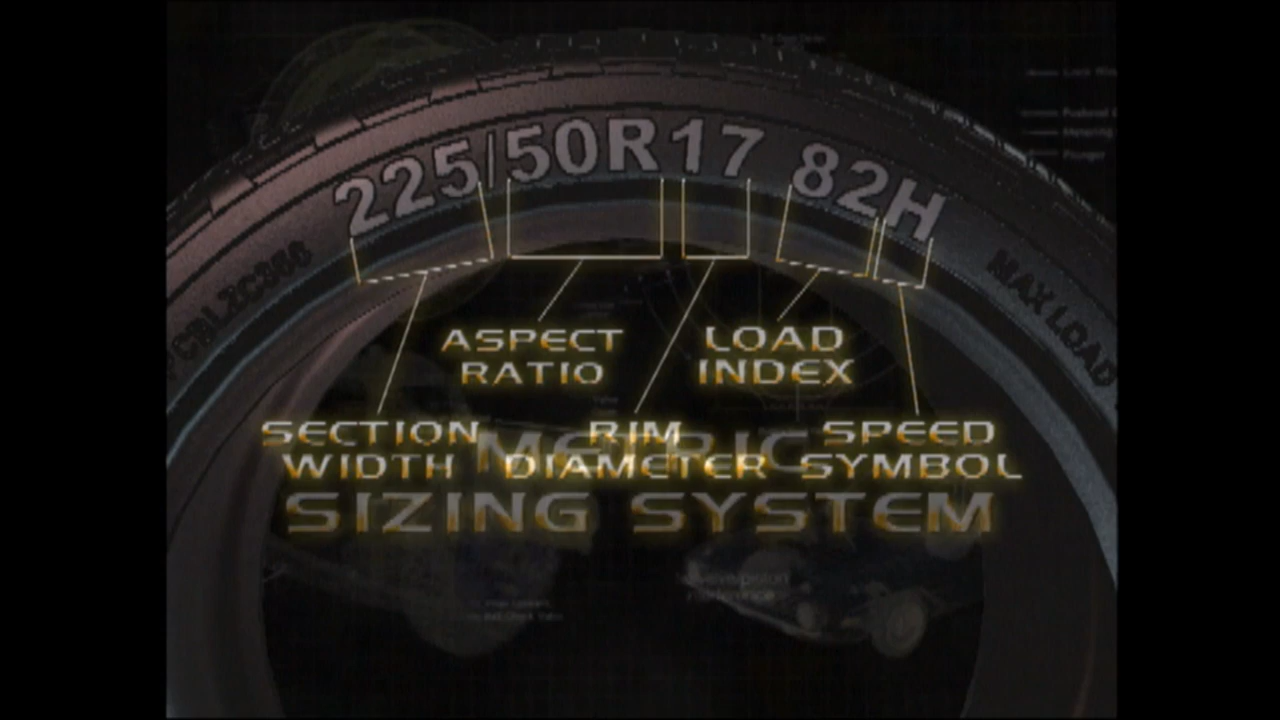 225/50R17 82H
MAX LOAD
ASPECT
RATIO
LOAD
INDEX
SECTION
WIDTH
RIM
DIAMETER
SPEED
SYMBOL
METRIC
SIZING SYSTEM